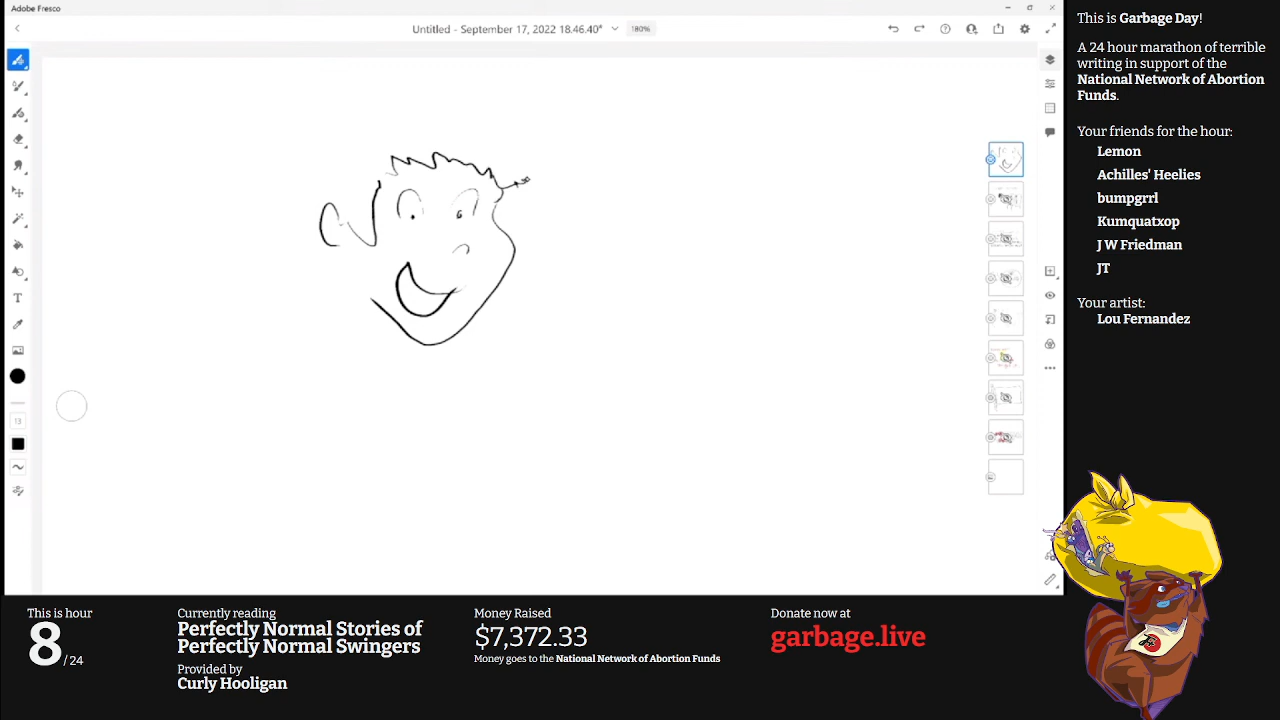 Adobe Fresco
Untitled - September 17, 2022 18.46.40*
180%
13
T
This is Garbage Day!
A 24 hour marathon of terrible
writing in support of the
National Network of Abortion
Funds.
Your friends for the hour:
Lemon
Achilles' Heelies
bumpgrrl
Kumquatxop
J W Friedman
JT
Your artist:
Lou Fernandez
This is hour
8/24
Currently reading
Perfectly Normal Stories of
Perfectly Normal Swingers
Provided by
Curly Hooligan
Money Raised
$7,372.33
Money goes to the National Network of Abortion Funds
Donate now at
garbage.live